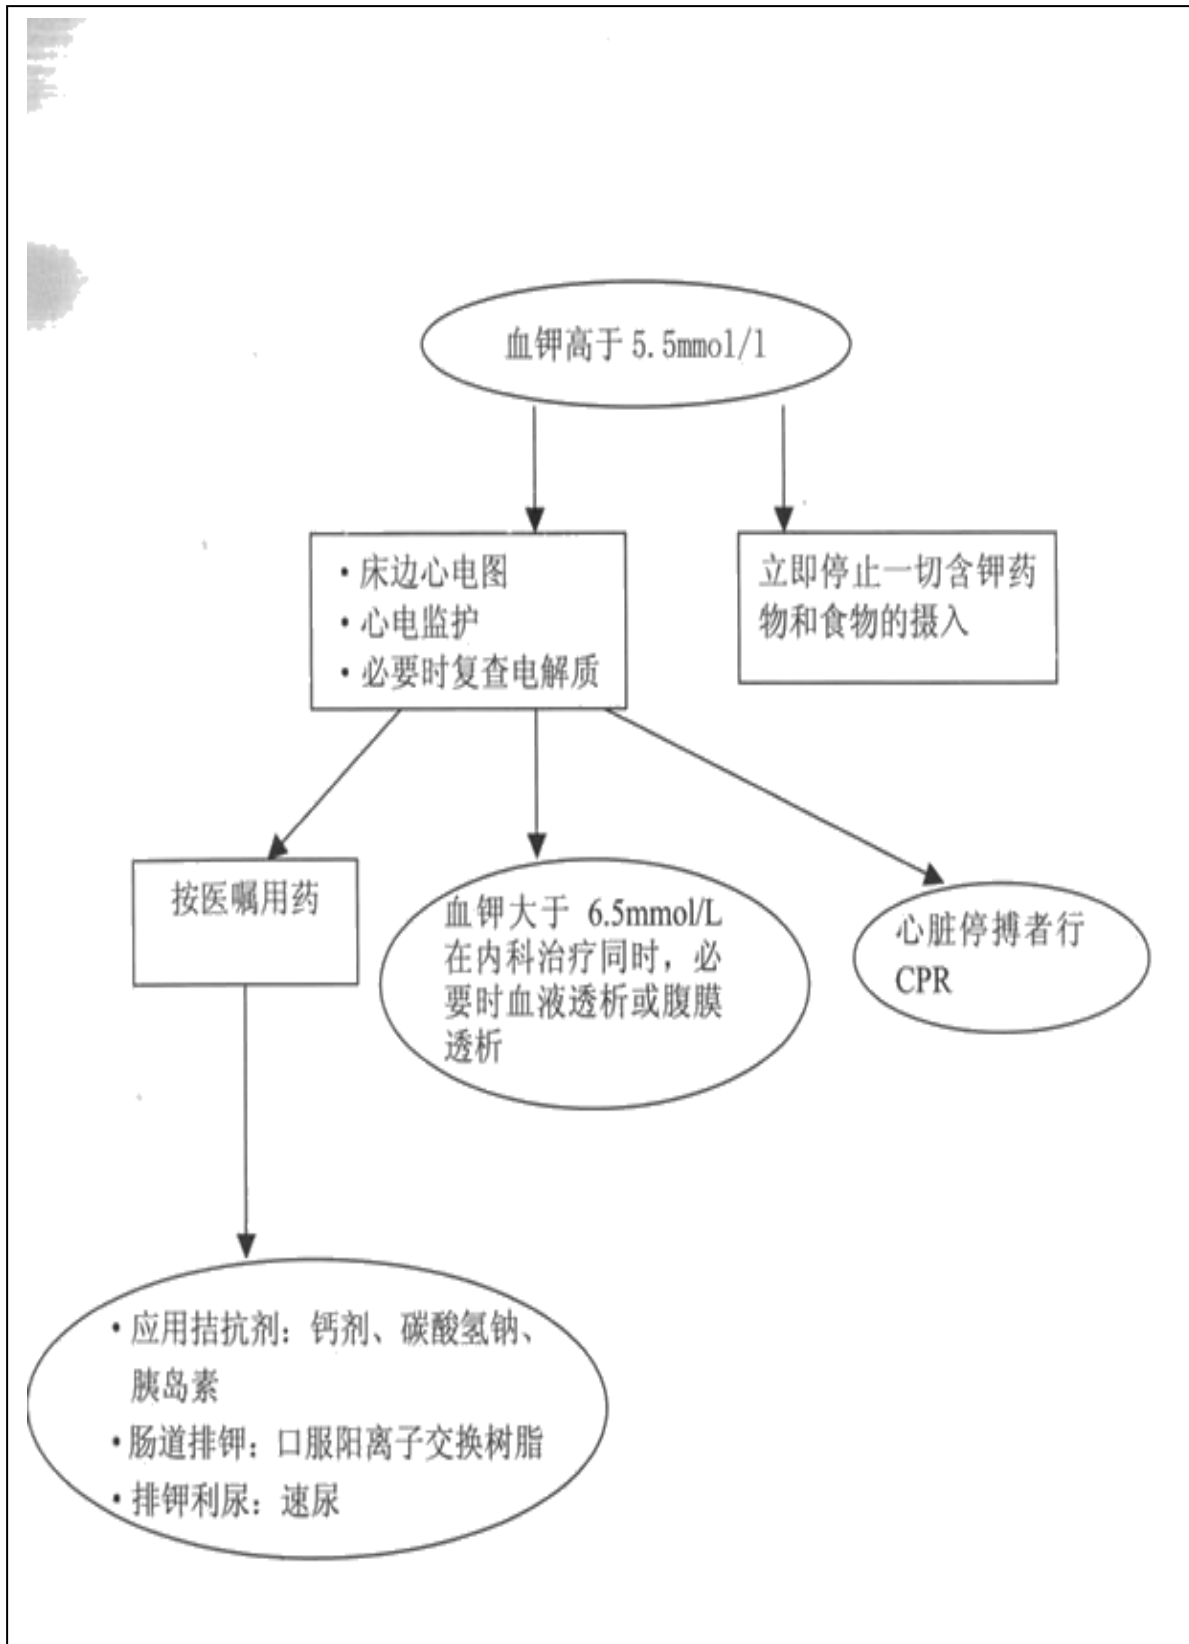 血钾高于 5.5mmol/l
·床边心电图
·心电监护
·必要时复查电解质
立即停止一切含钾药
物和食物的摄入
按医嘱用药
血钾大于 6.5mmol/L
在内科治疗同时，必
要时血液透析或腹膜
透析
心脏停搏者行
CPR
·应用拮抗剂：钙剂、碳酸氢钠、
胰岛素
·肠道排钾：口服阳离子交换树脂
·排钾利尿：速尿